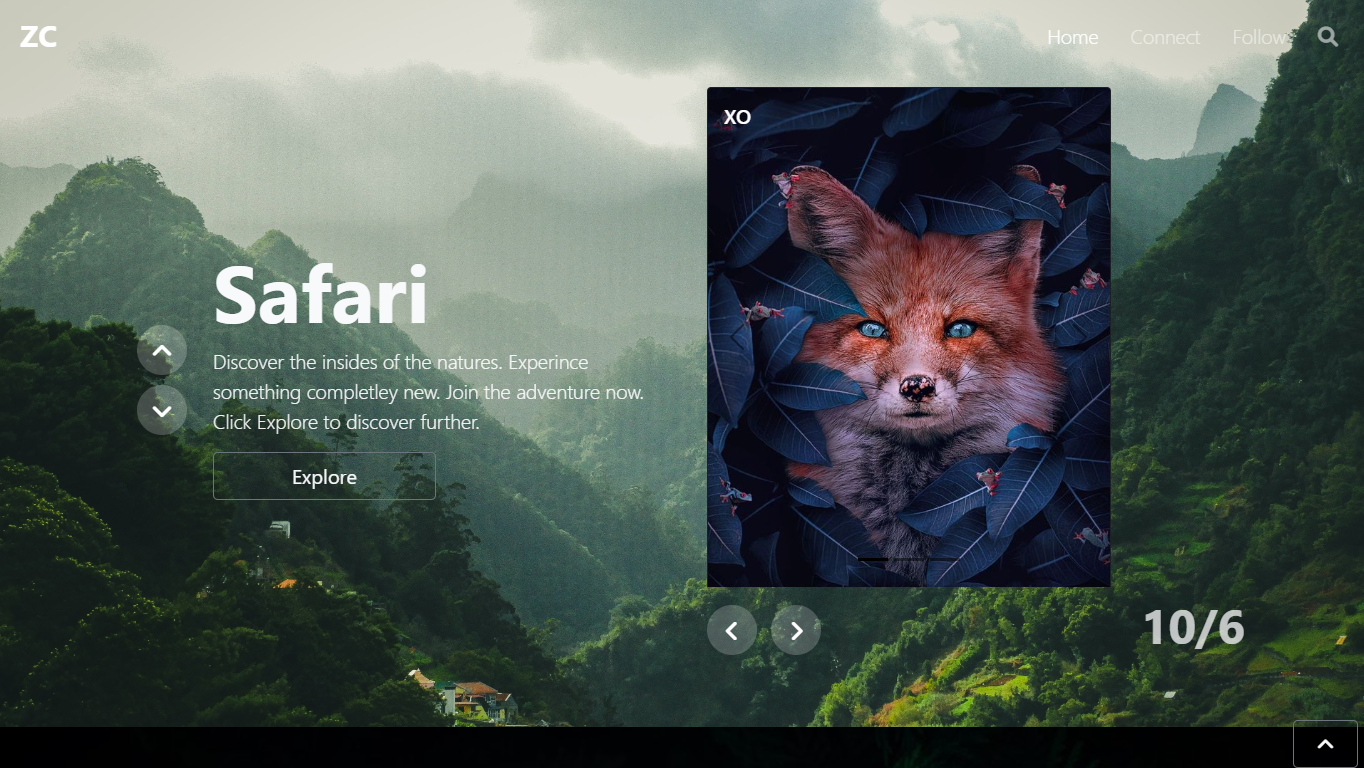 ZC
Home Connect Follow
XO
Safari
Discover the insides of the natures. Experince
something completley new. Join the adventure now.
Click Explore to discover further.
Explore
10/6